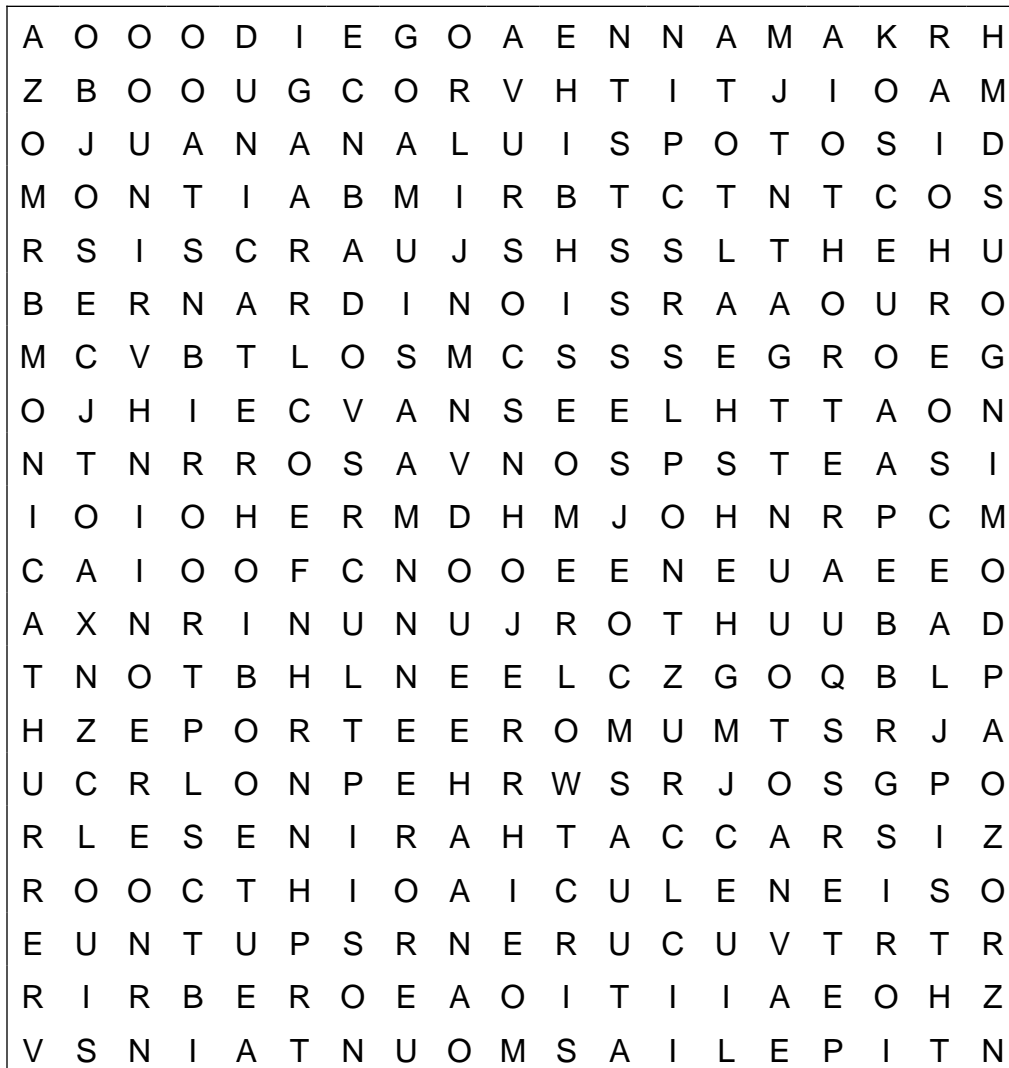 A O O O D I E G O A E N N A M A K R H
Z B O O U G C O R V H T I T J I O A M
O J U A N A N A L U I S P O T O S I D
M O N T I A B M I R B T C T N T C O S
R S I S C R A U J S H S S L T H E H U
B E R N A R D I N O I S R A A O U R O
M C V B T L O S M C S S S E G R O E G
O J H I E C V A N S E E L H T T A O N
N T N R R O S A V N O S P S T E A S I
I O I O H E R M D H M J O H N R P C M
C A I O O F C N O O E E N E U A E E O
A X N R I N U N U J R O T H U U B A D
T N O T B H L N E E L C Z G O Q B L P
H Z E P O R T E E R O M U M T S R J A
U C R L O N P E H R W S R J O S G P O
R L E S E N I R A H T A C C A R S I Z
R O O C T H I O A I C U L E N E I S O
E U N T U P S R N E R U C U V T R T R
R I R B E R O E A O I T I I A E O H Z
V S N I A T N U O M S A I L E P I T N